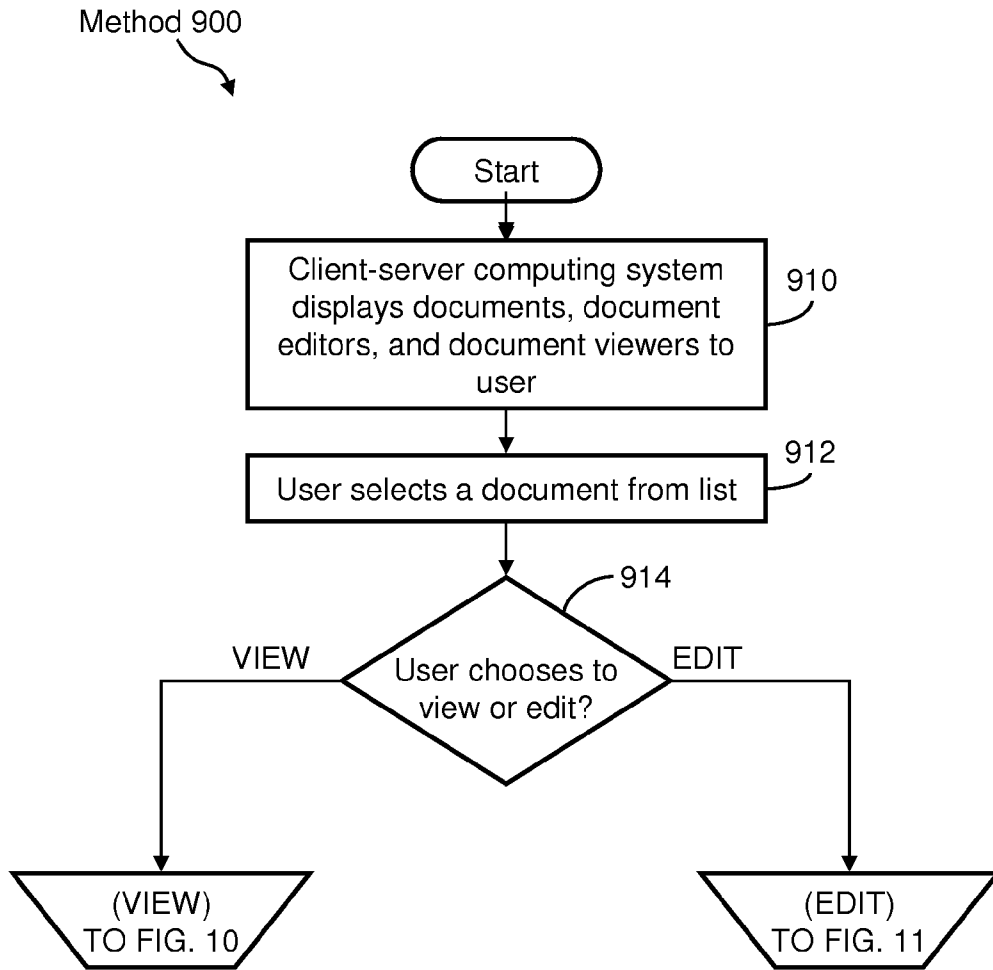 Method 900
Start
Client-server computing system
displays documents, document
editors, and document viewers to
user
910
User selects a document from list
912
914
VIEW
User chooses to
view or edit?
EDIT
(VIEW)
TO FIG. 10
(EDIT)
TO FIG. 11